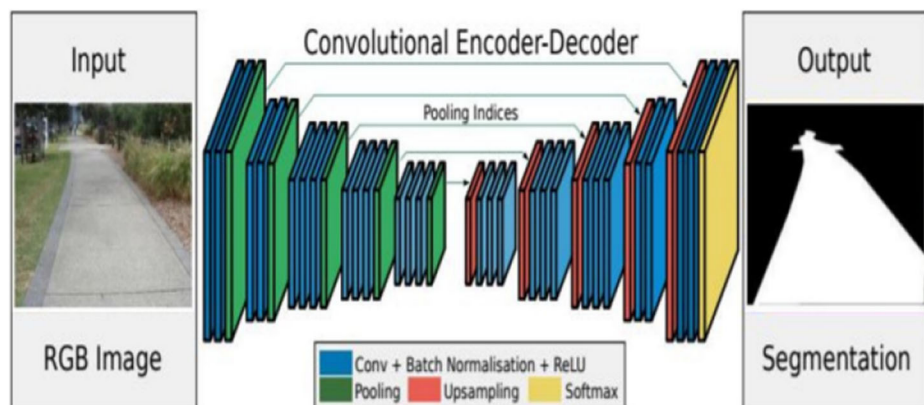 Input
Convolutional Encoder-Decoder
Output
Pooling Indices
RGB Image
Segmentation
Conv + Batch Normalisation + ReLU
Pooling Upsampling Softmax